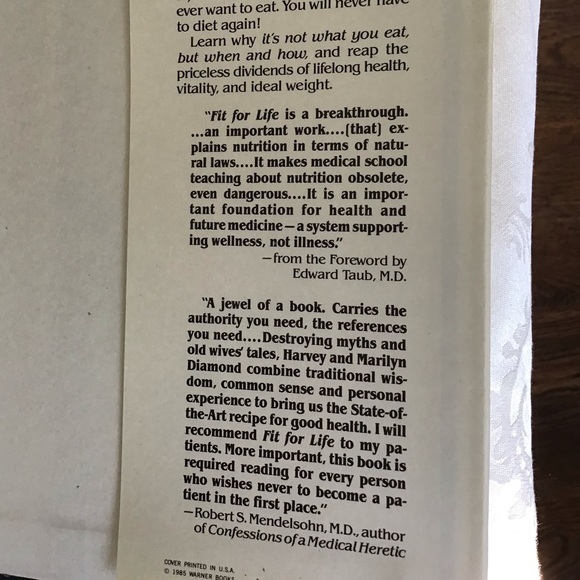 ever want to eat. You will never have
to diet again!
Learn why it's not what you eat,
but when and how, and reap the
priceless dividends of lifelong health,
vitality, and ideal weight.
"Fit for Life is a breakthrough.
...an important work....(that) ex-
plains nutrition in terms of natu-
ral laws....It makes medical school
teaching about nutrition obsolete,
even dangerous....It is an impor-
tant foundation for health and
future medicine—a system support-
ing wellness, not illness."
—from the Foreword by
Edward Taub, M.D.
"A jewel of a book. Carries the
authority you need, the references
you need....Destroying myths and
old wives' tales, Harvey and Marilyn
Diamond combine traditional wis-
dom, common sense and personal
experience to bring us the State-of-
the-Art recipe for good health. I will
recommend Fit for Life to my pa-
tients. More important, this book is
required reading for every person
who wishes never to become a pa-
tient in the first place."
—Robert S. Mendelsohn, M.D., author
of Confessions of a Medical Heretic
COVER PRINTED IN U.S.A.
© 1985 WARNER BOOKS